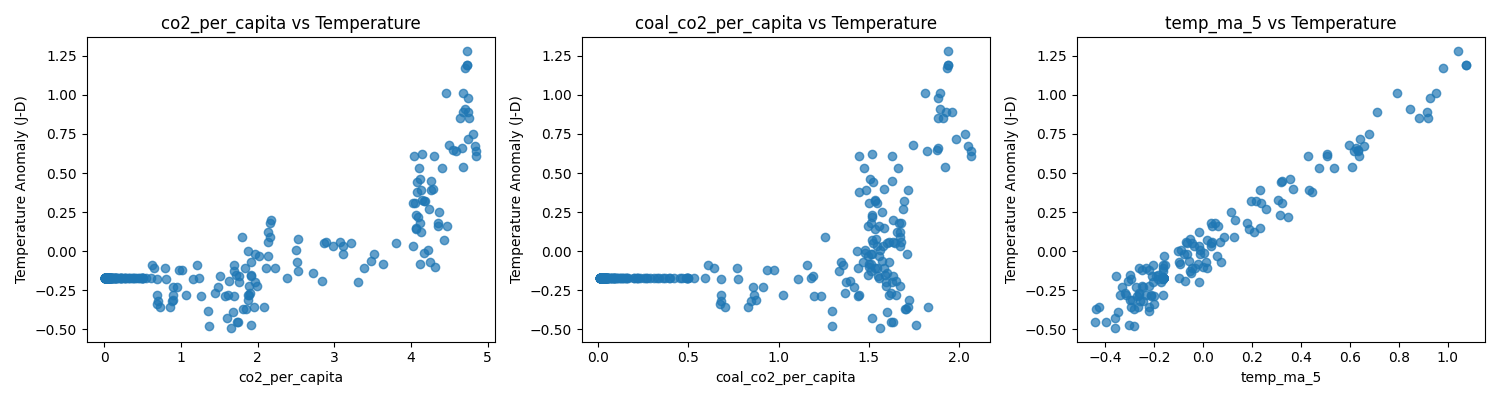 co2_per_capita vs Temperature
Temperature Anomaly (J-D)
1.25
1.00
0.75
0.50
0.25
0.00
−0.25
−0.50
0 1 2 3 4 5
co2_per_capita
coal_co2_per_capita vs Temperature
Temperature Anomaly (J-D)
1.25
1.00
0.75
0.50
0.25
0.00
−0.25
−0.50
0.0 0.5 1.0 1.5 2.0
coal_co2_per_capita
temp_ma_5 vs Temperature
Temperature Anomaly (J-D)
1.25
1.00
0.75
0.50
0.25
0.00
−0.25
−0.50
−0.4 −0.2 0.0 0.2 0.4 0.6 0.8 1.0
temp_ma_5